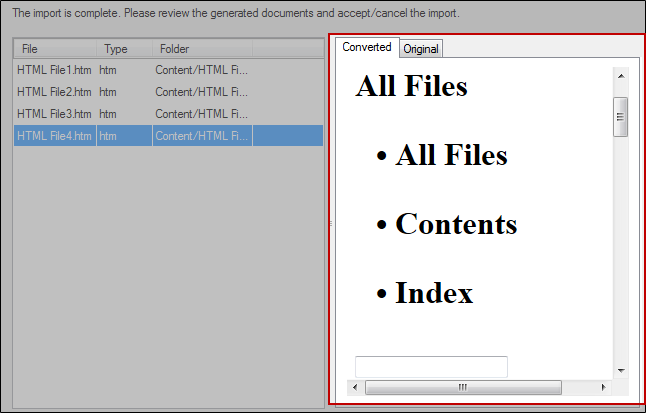 The import is complete. Please review the generated documents and accept/cancel the import.
File Type Folder
HTML File1.htm htm Content/HTML Fi...
HTML File2.htm htm Content/HTML Fi...
HTML File3.htm htm Content/HTML Fi...
HTML File4.htm htm Content/HTML Fi...
Converted Original
All Files
• All Files
• Contents
• Index